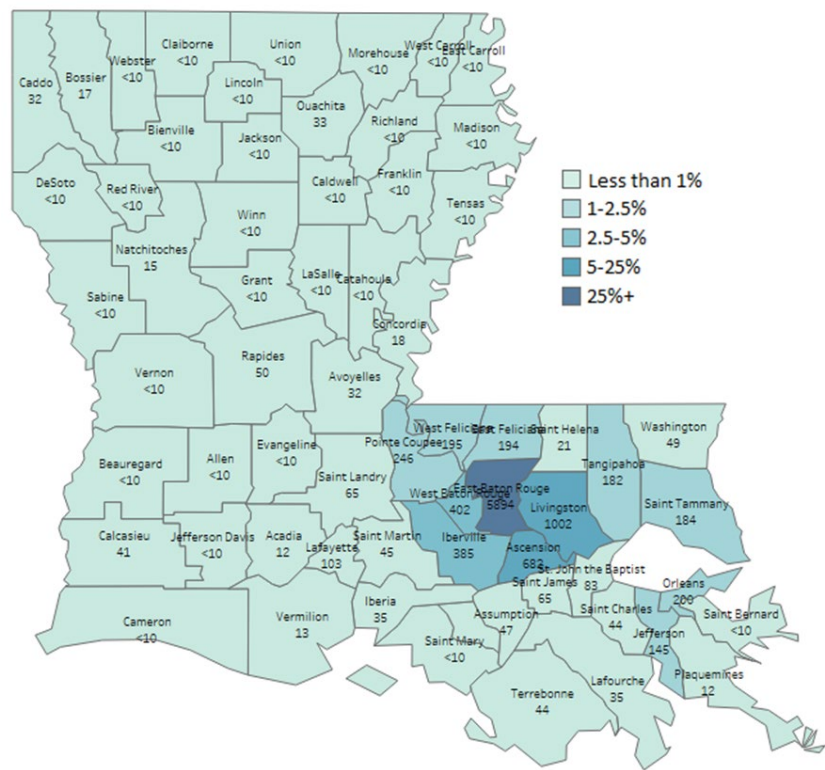 Claiborne
<10
Union
<10
Morehouse
<10
West Carroll
<10
East Carroll
<10
Webster
<10
Bossier
17
Caddo
32
Lincoln
<10
Ouachita
33
Richland
<10
Madison
<10
Bienville
<10
Jackson
<10
Caldwell
<10
Franklin
<10
Tensas
<10
DeSoto
<10
Red River
<10
Winn
<10
Natchitoches
15
Sabine
<10
Grant
<10
LaSalle
<10
Catahoula
<10
Concordia
18
Less than 1%
1-2.5%
2.5-5%
5-25%
25%+
Vernon
<10
Rapides
50
Avoyelles
32
West Feliciana
195
East Feliciana
194
Saint Helena
21
Washington
49
Pointe Coupee
246
Tangipahoa
182
Beauregard
<10
Allen
<10
Evangeline
<10
Saint Landry
65
West Baton Rouge
402
East Baton Rouge
5894
Livingston
1002
Saint Tammany
184
Calcasieu
41
Jefferson Davis
<10
Acadia
12
Lafayette
103
Saint Martin
45
Iberville
385
Ascension
682
St. John the Baptist
83
Saint James
65
Orleans
200
Cameron
<10
Vermilion
13
Iberia
35
Saint Mary
<10
Assumption
47
Saint Charles
44
Jefferson
145
Saint Bernard
<10
Plaquemines
12
Terrebonne
44
Lafourche
35